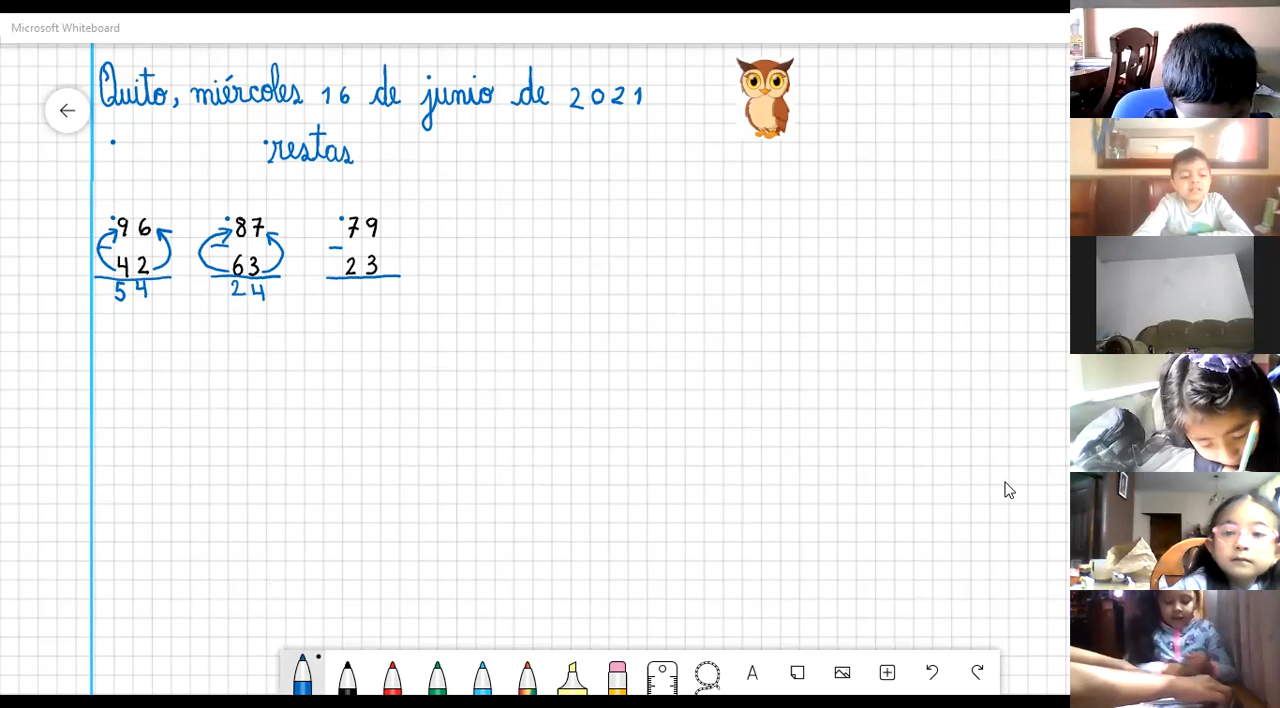 Microsoft Whiteboard
Quito, miércoles 16 de junio de 2021
restas
96 87 79
- - -
42 63 23
54 24
A